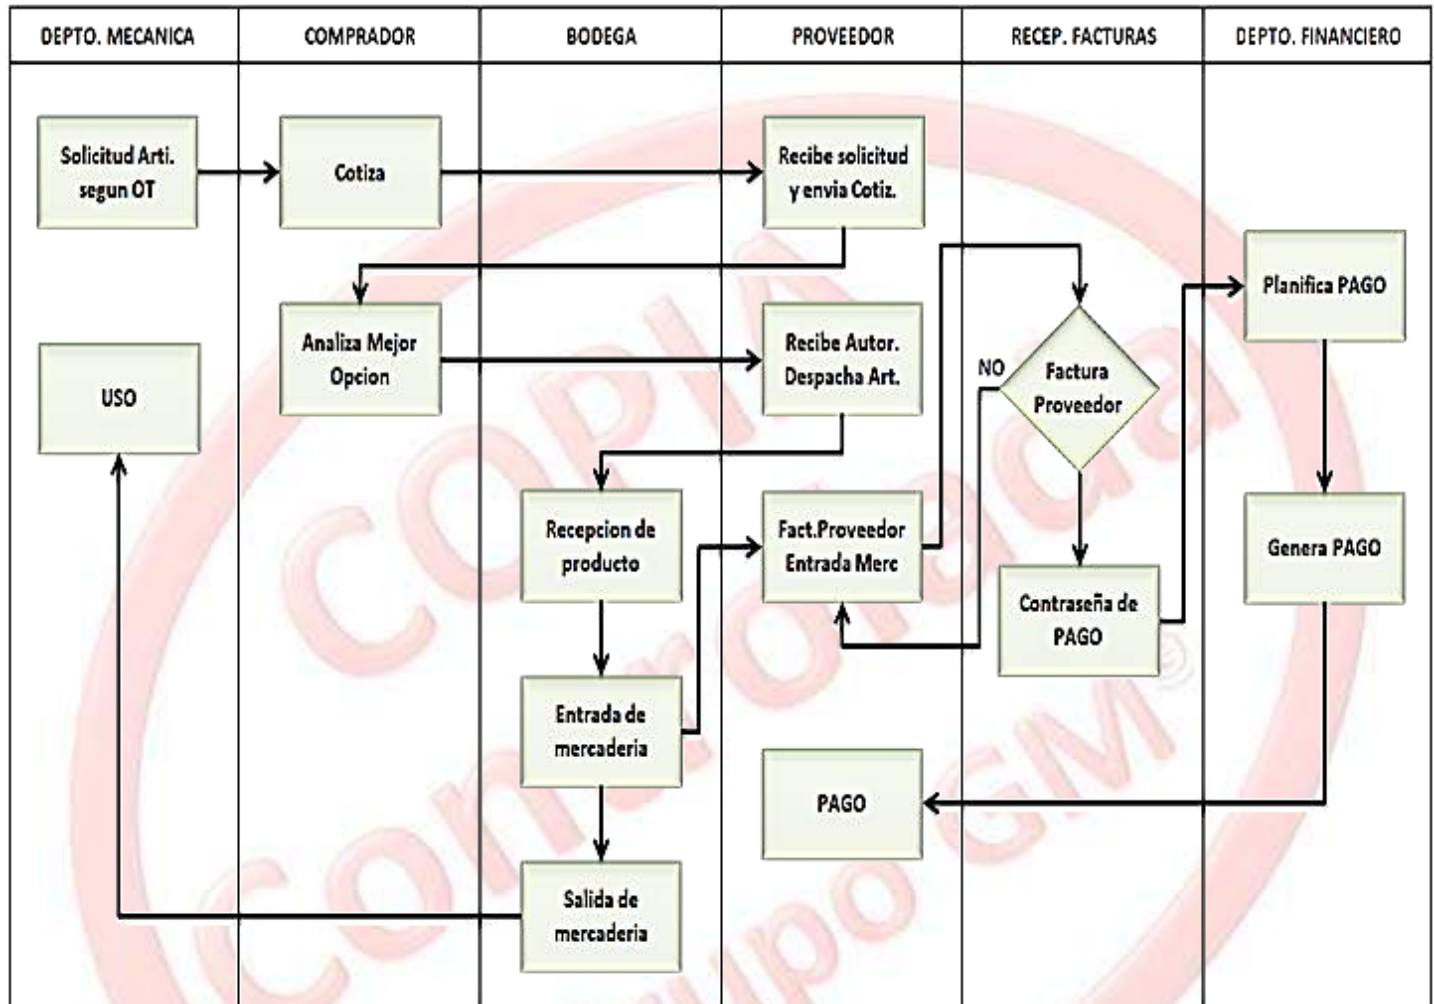 DEPTO. MECANICA
COMPRADOR
BODEGA
PROVEEDOR
RECEP. FACTURAS
DEPTO. FINANCIERO
Solicitud Arti.
segun OT
Cotiza
Recibe solicitud
y envia Cotiz.
Planifica PAGO
Analiza Mejor
Opcion
Recibe Autor.
Despacha Art.
NO
Factura
Proveedor
USO
Recepcion de
producto
Fact.Proveedor
Entrada Merc
Genera PAGO
Contraseña de
PAGO
Entrada de
mercaderia
PAGO
Salida de
mercaderia
COPIA
Controlada
Grupo GM®